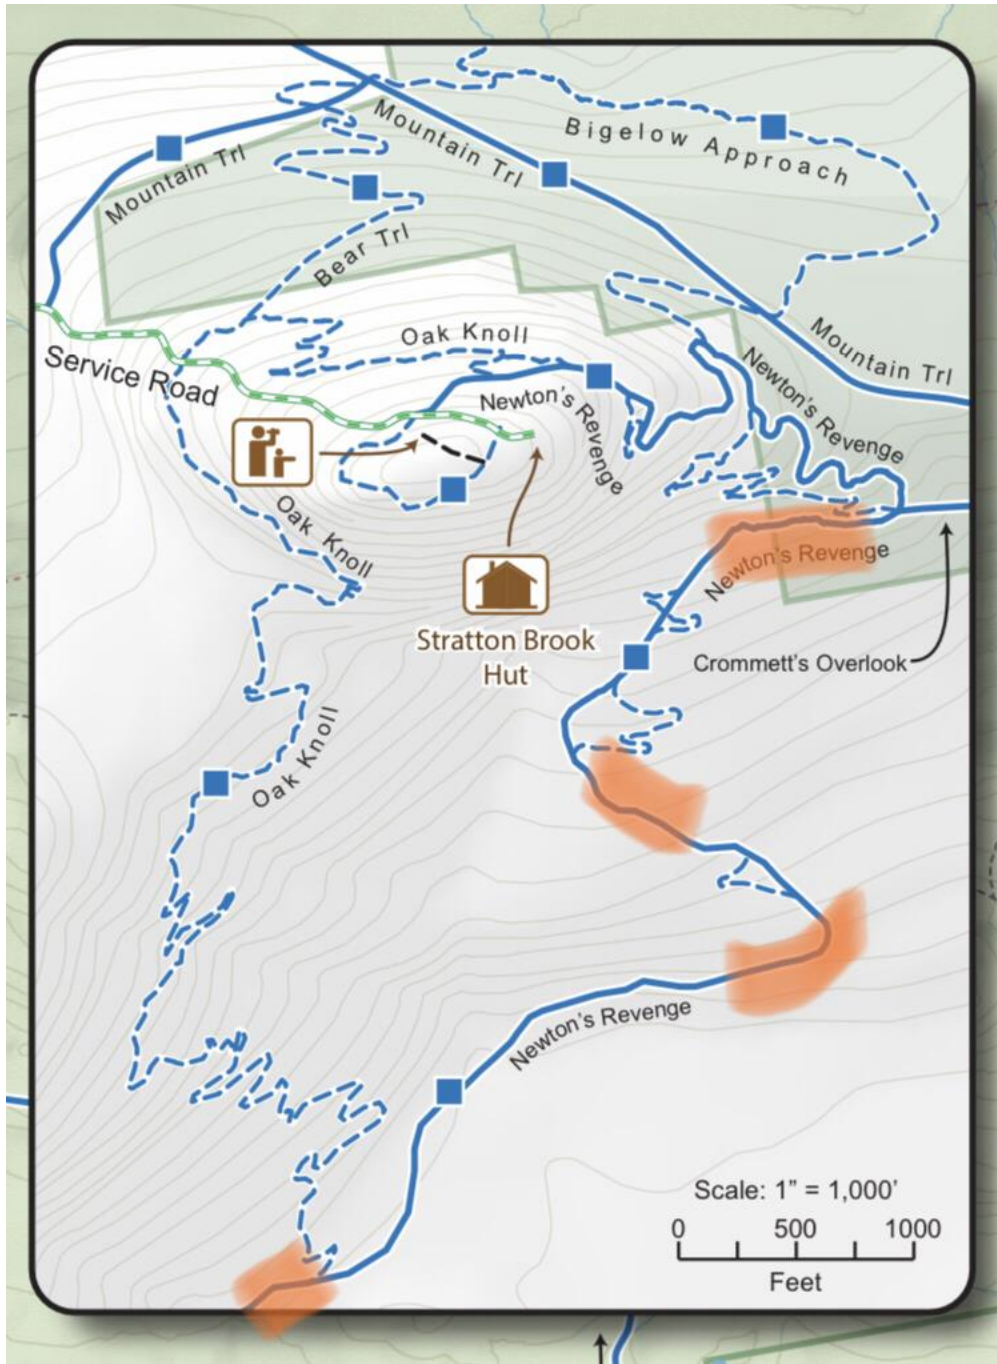 Mountain Trl
Bigelow Approach
Mountain Trl
Bear Trl
Oak Knoll
Mountain Trl
Service Road
Newton's Revenge
Newton's Revenge
Oak Knoll
Newton's Revenge
Stratton Brook
Hut
Crommett's Overlook
Oak Knoll
Newton's Revenge
Scale: 1” = 1,000’
0 500 1000
Feet